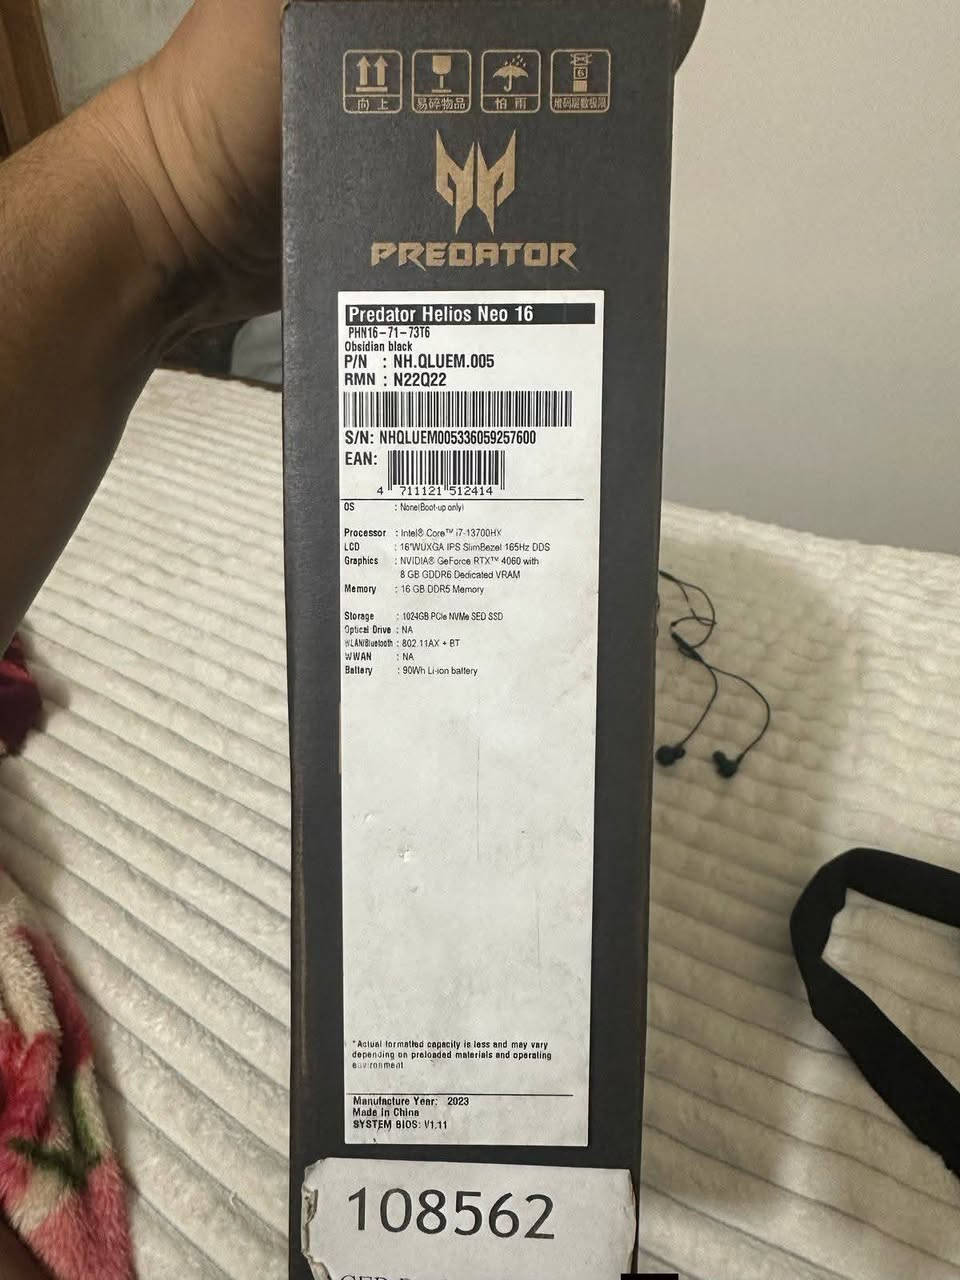 向上
易碎物品
怕雨
6
堆码层数极限
PREDATOR
Predator Helios Neo 16
PHN16-71-73T6
Obsidian black
P/N : NH.QLUEM.005
RMN : N22Q22
S/N: NHQLUEM005336059257600
EAN:
4 711121 512414
OS : None(Boot-up only)
Processor : Intel® Core™ i7-13700HX
LCD : 16"WUXGA IPS SlimBezel 165Hz DDS
Graphics : NVIDIA® GeForce RTX™ 4060 with
8 GB GDDR6 Dedicated VRAM
Memory : 16 GB DDR5 Memory
Storage : 1024GB PCIe NVMe SED SSD
Optical Drive : NA
WLAN/Bluetooth : 802.11AX + BT
WWAN : NA
Battery : 90Wh Li-ion battery
*Actual formatted capacity is less and may vary
depending on preloaded materials and operating
environment
Manufacture Year: 2023
Made in China
SYSTEM BIOS: V1.11
108562